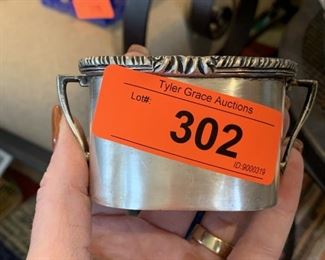 Tyler Grace Auctions
Lot#:
302
ID:9000319